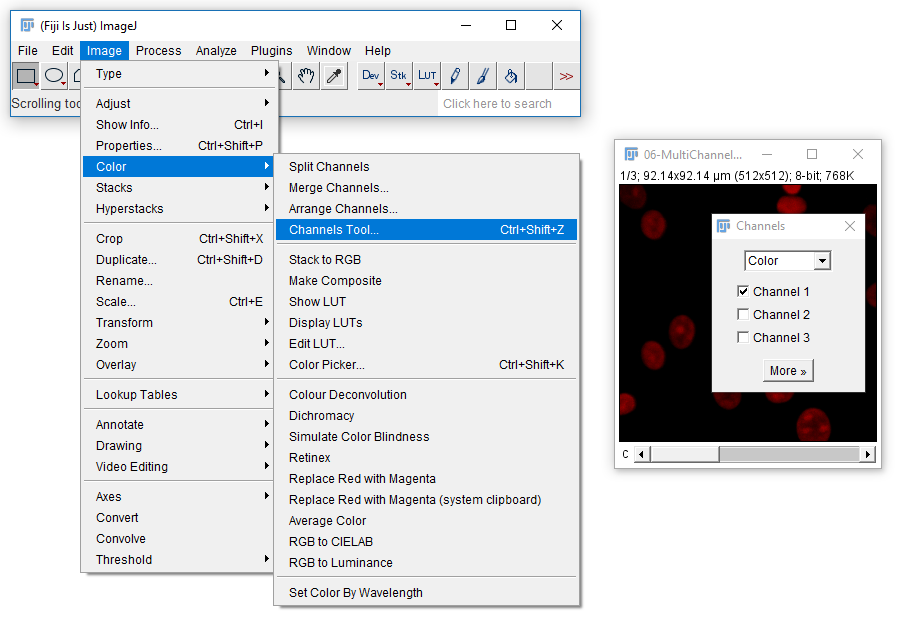 (Fiji Is Just) ImageJ
File Edit Image Process Analyze Plugins Window Help
Dev Stk LUT >>
Scrolling too
Click here to search
Type
Adjust
Show Info... Ctrl+I
Properties... Ctrl+Shift+P
Color
Stacks
Hyperstacks
Crop Ctrl+Shift+X
Duplicate... Ctrl+Shift+D
Rename...
Scale... Ctrl+E
Transform
Zoom
Overlay
Lookup Tables
Annotate
Drawing
Video Editing
Axes
Convert
Convolve
Threshold
Split Channels
Merge Channels...
Arrange Channels...
Channels Tool... Ctrl+Shift+Z
Stack to RGB
Make Composite
Show LUT
Display LUTs
Edit LUT...
Color Picker... Ctrl+Shift+K
Colour Deconvolution
Dichromacy
Simulate Color Blindness
Retinex
Replace Red with Magenta
Replace Red with Magenta (system clipboard)
Average Color
RGB to CIELAB
RGB to Luminance
Set Color By Wavelength
06-MultiChannel...
1/3; 92.14x92.14 µm (512x512); 8-bit; 768K
Channels
Color
Channel 1
Channel 2
Channel 3
More »
C